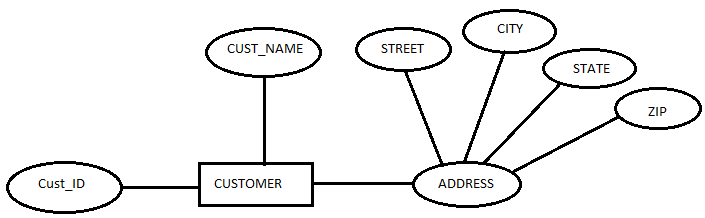 CITY
CUST_NAME
STREET
STATE
ZIP
Cust_ID
CUSTOMER
ADDRESS